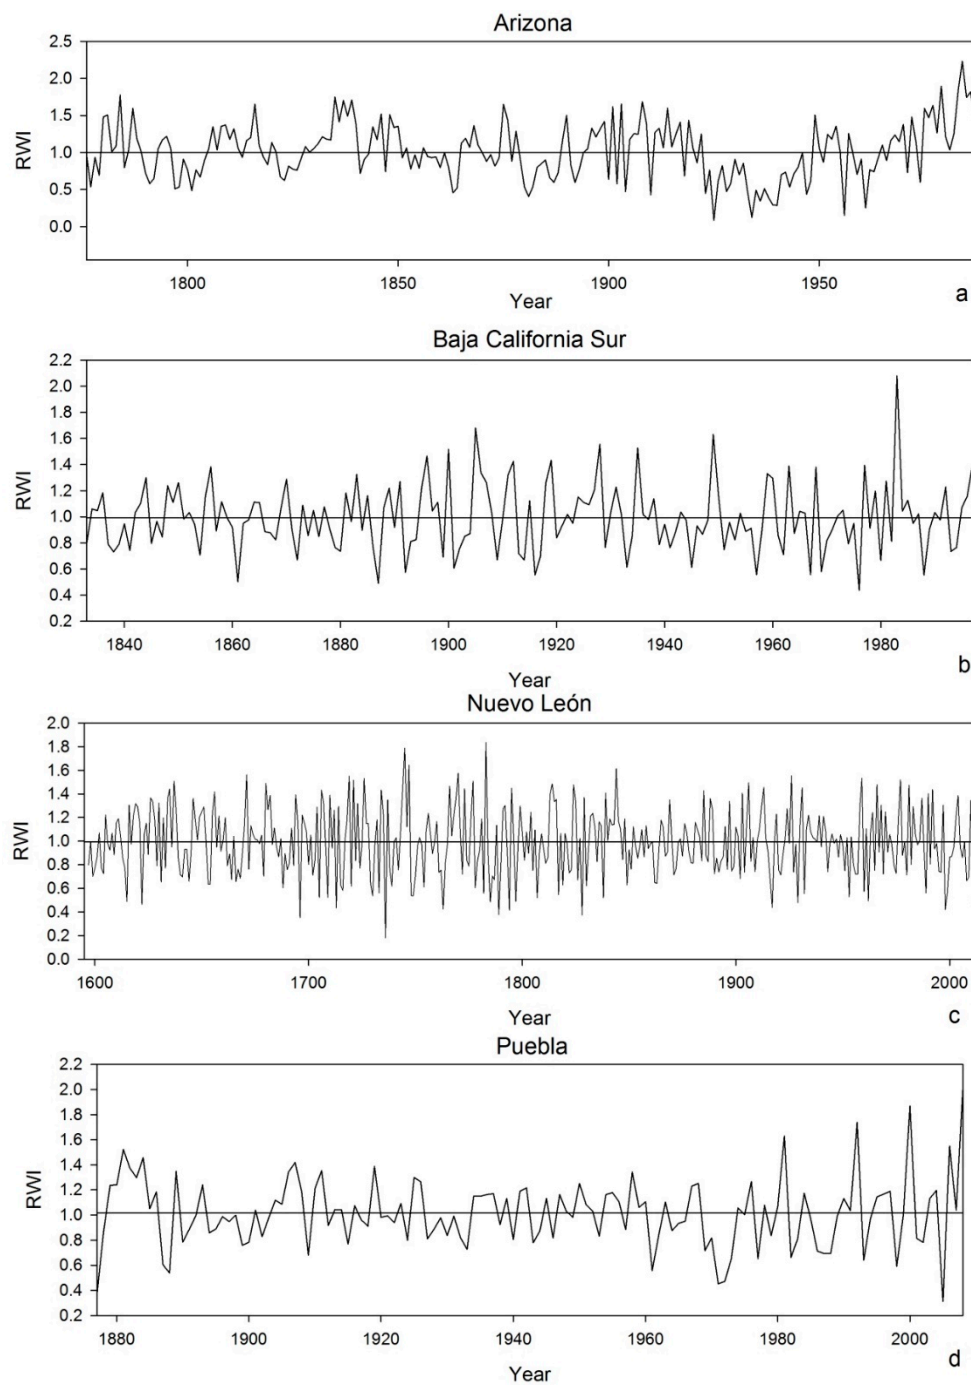 Arizona
2.5
2.0
1.5
1.0
0.5
0.0
RWI
1800 1850 1900 1950
Year
a
Baja California Sur
2.2
2.0
1.8
1.6
1.4
1.2
1.0
0.8
0.6
0.4
0.2
RWI
1840 1860 1880 1900 1920 1940 1960 1980
Year
b
Nuevo León
2.0
1.8
1.6
1.4
1.2
1.0
0.8
0.6
0.4
0.2
0.0
RWI
1600 1700 1800 1900 2000
Year
c
Puebla
2.2
2.0
1.8
1.6
1.4
1.2
1.0
0.8
0.6
0.4
0.2
RWI
1880 1900 1920 1940 1960 1980 2000
Year
d